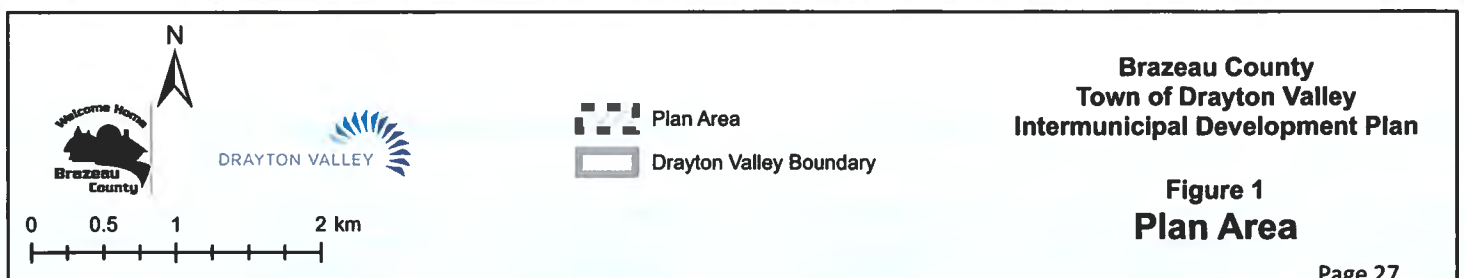 N
Welcome Home
Brazeau
County
DRAYTON VALLEY
0 0.5 1 2 km
Plan Area
Drayton Valley Boundary
Brazeau County
Town of Drayton Valley
Intermunicipal Development Plan
Figure 1
Plan Area
Page 27